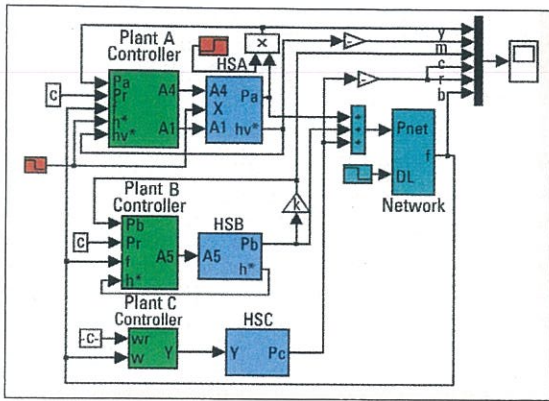 Plant A
Controller
HSA
Pa
Pr
f
h*
hv*
A4
A1
A4
X
A1
Pa
hv*
C
×
-
-
y
m
c
r
b
+
+
+
Pnet
f
DL
Network
k
Plant B
Controller
HSB
Pb
Pr
f
h*
A5
A5
Pb
h*
C
Plant C
Controller
HSC
-C-
wr
w
Y
Y
Pc